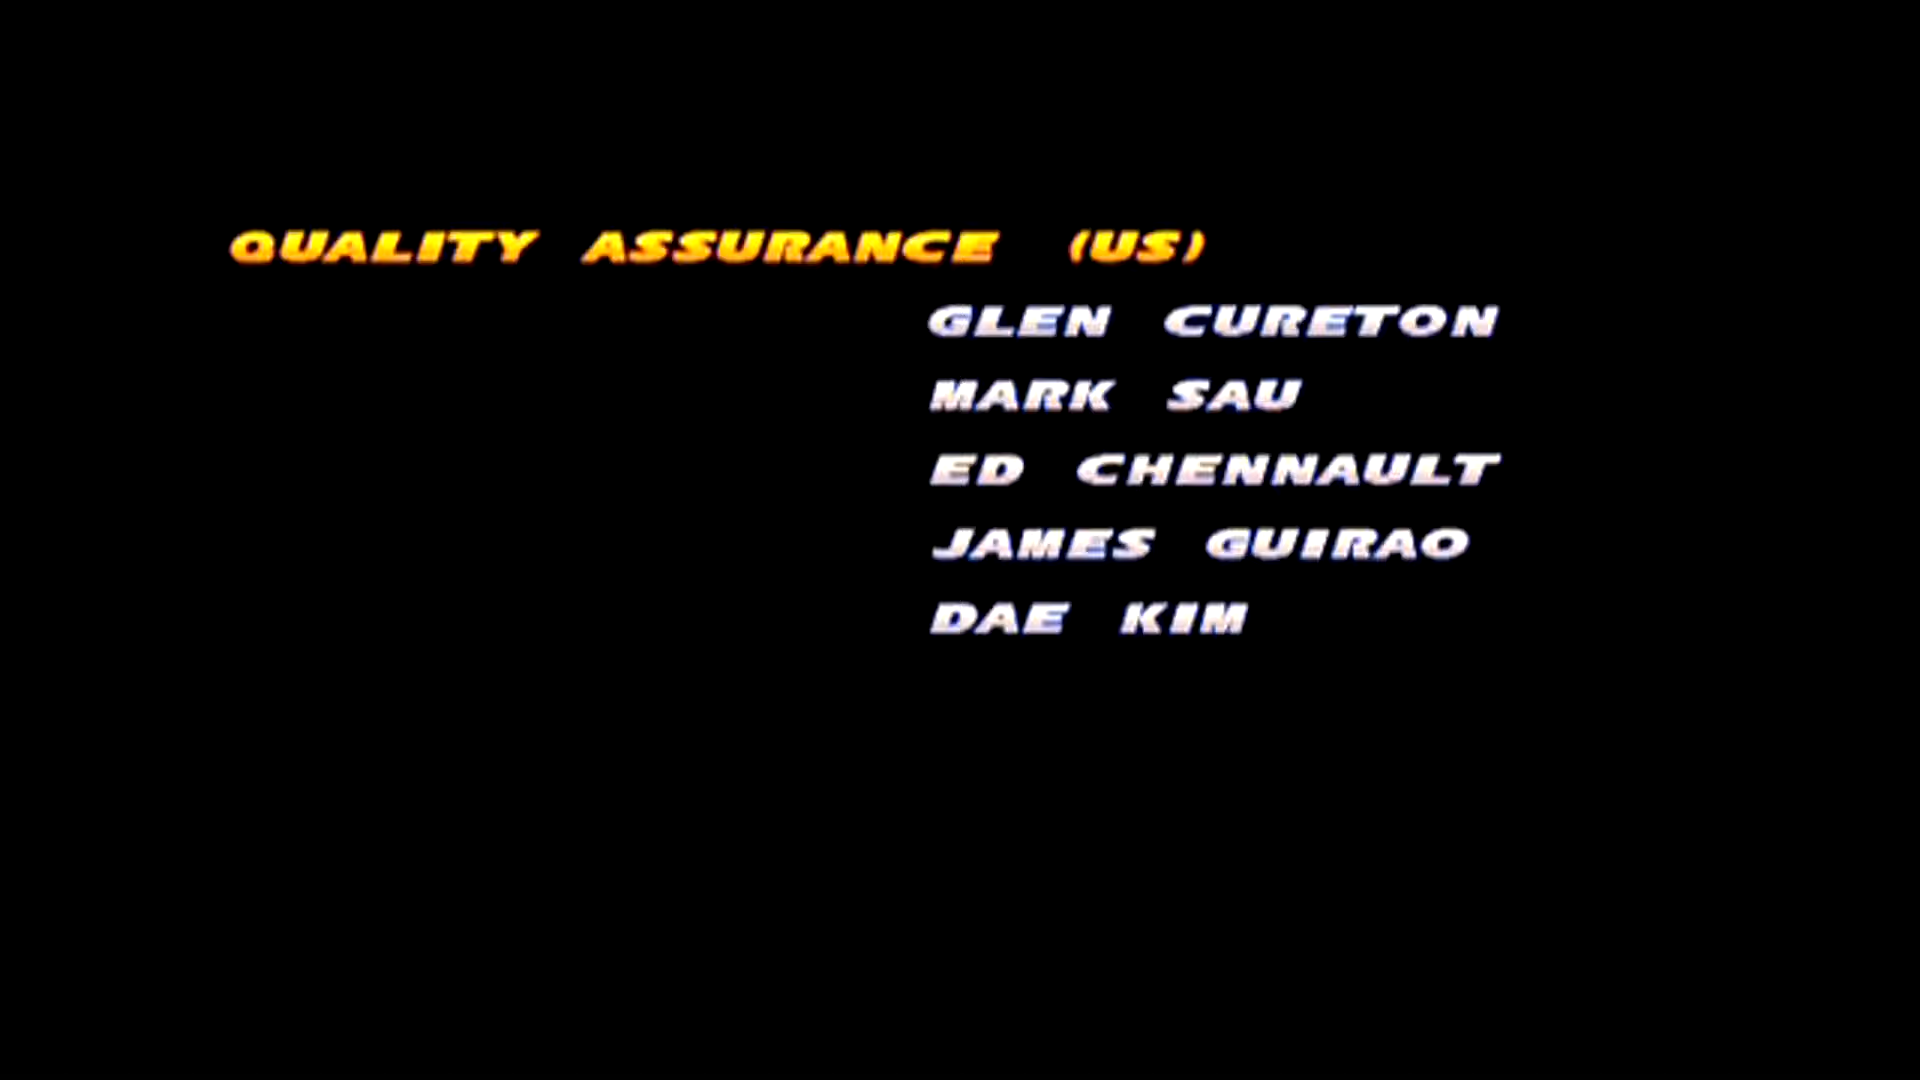 QUALITY ASSURANCE (US)
GLEN CURETON
MARK SAU
ED CHENNAULT
JAMES GUIRAO
DAE KIM